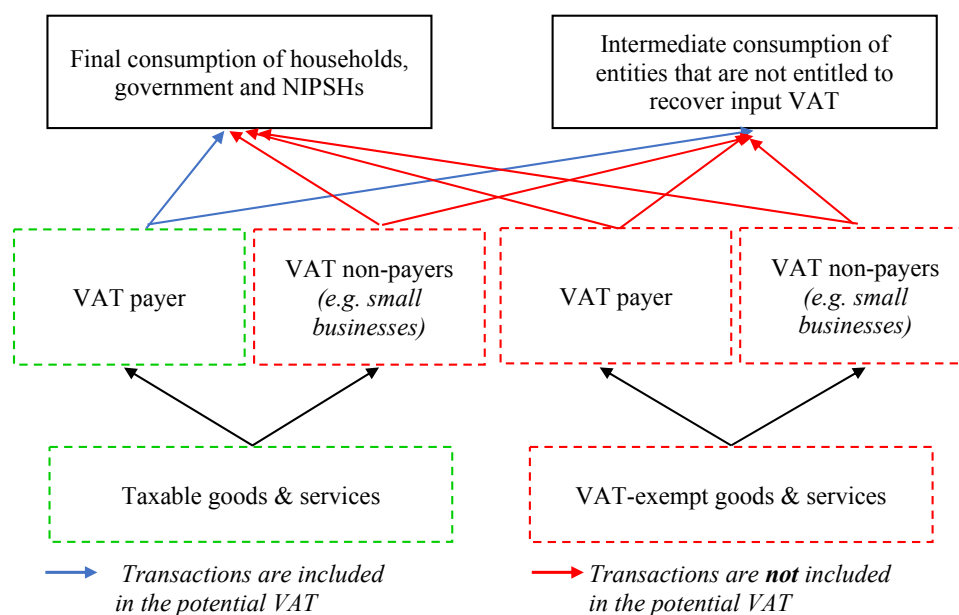 Final consumption of households,
government and NIPSHs
Intermediate consumption of
entities that are not entitled to
recover input VAT
VAT payer
VAT non-payers
(e.g. small
businesses)
VAT payer
VAT non-payers
(e.g. small
businesses)
Taxable goods & services
VAT-exempt goods & services
Transactions are included
in the potential VAT
Transactions are not included
in the potential VAT